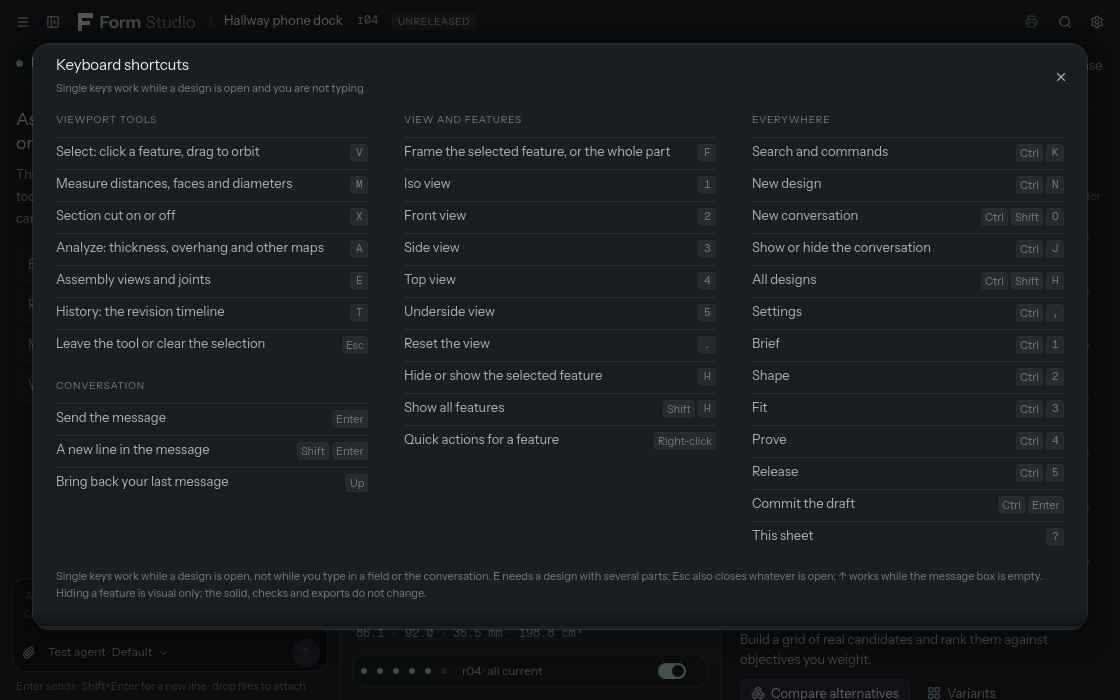 Form Studio / Hallway phone dock r04 UNRELEASED
Keyboard shortcuts
Single keys work while a design is open and you are not typing
VIEWPORT TOOLS
Select: click a feature, drag to orbit V
Measure distances, faces and diameters M
Section cut on or off X
Analyze: thickness, overhang and other maps A
Assembly views and joints E
History: the revision timeline T
Leave the tool or clear the selection Esc
CONVERSATION
Send the message Enter
A new line in the message Shift Enter
Bring back your last message Up
VIEW AND FEATURES
Frame the selected feature, or the whole part F
Iso view 1
Front view 2
Side view 3
Top view 4
Underside view 5
Reset the view .
Hide or show the selected feature H
Show all features Shift H
Quick actions for a feature Right-click
EVERYWHERE
Search and commands Ctrl K
New design Ctrl N
New conversation Ctrl Shift O
Show or hide the conversation Ctrl J
All designs Ctrl Shift H
Settings Ctrl ,
Brief Ctrl 1
Shape Ctrl 2
Fit Ctrl 3
Prove Ctrl 4
Release Ctrl 5
Commit the draft Ctrl Enter
This sheet ?
Single keys work while a design is open, not while you type in a field or the conversation. E needs a design with several parts; Esc also closes whatever is open; ↑ works while the message box is empty.
Hiding a feature is visual only; the solid, checks and exports do not change.
Test agent · Default
Enter sends · Shift+Enter for a new line · drop files to attach
86.1 · 92.0 · 35.5 mm · 198.8 cm³
r04 · all current
Build a grid of real candidates and rank them against
objectives you weight.
Compare alternatives
Variants